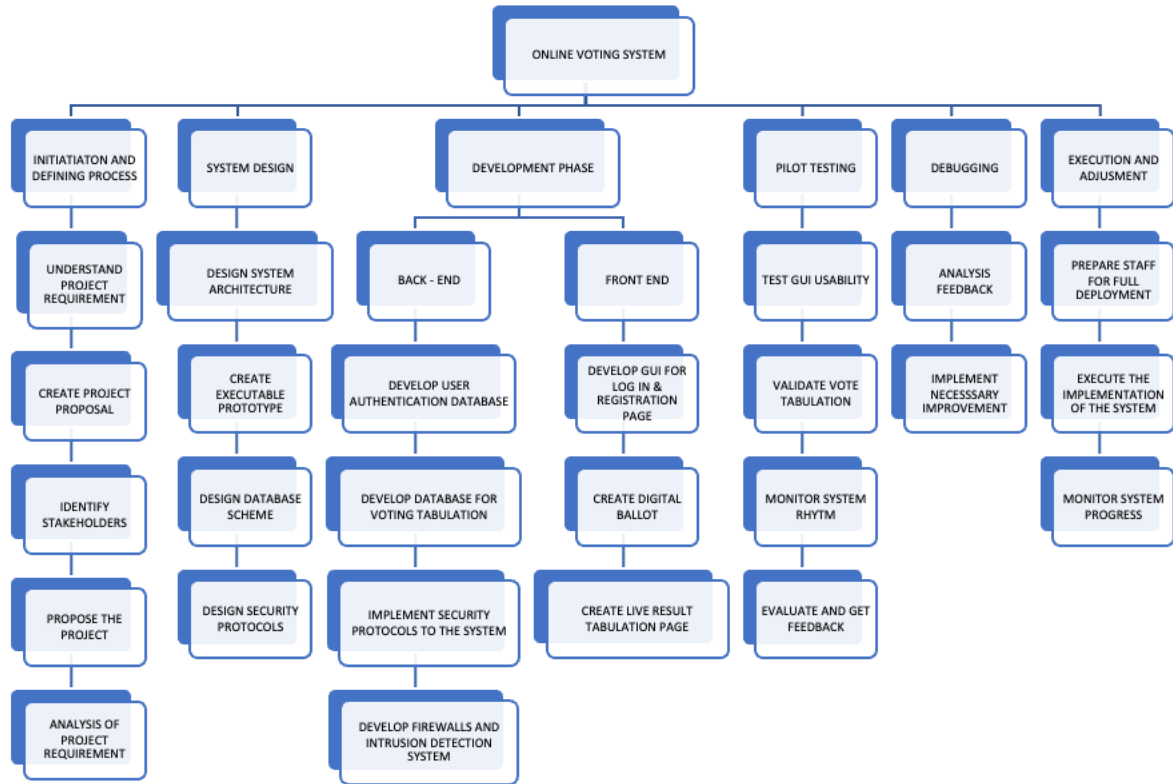 ONLINE VOTING SYSTEM
INITIATIATON AND
DEFINING PROCESS
SYSTEM DESIGN
DEVELOPMENT PHASE
PILOT TESTING
DEBUGGING
EXECUTION AND
ADJUSMENT
UNDERSTAND
PROJECT
REQUIREMENT
DESIGN SYSTEM
ARCHITECTURE
BACK - END
FRONT END
TEST GUI USABILITY
ANALYSIS
FEEDBACK
PREPARE STAFF
FOR FULL
DEPLOYMENT
CREATE PROJECT
PROPOSAL
CREATE
EXECUTABLE
PROTOTYPE
DEVELOP USER
AUTHENTICATION DATABASE
DEVELOP GUI FOR
LOG IN &
REGISTRATION
PAGE
VALIDATE VOTE
TABULATION
IMPLEMENT
NECESSSARY
IMPROVEMENT
EXECUTE THE
IMPLEMENTATION
OF THE SYSTEM
IDENTIFY
STAKEHOLDERS
DESIGN DATABASE
SCHEME
DEVELOP DATABASE FOR
VOTING TABULATION
CREATE DIGITAL
BALLOT
MONITOR SYSTEM
RHYTM
MONITOR SYSTEM
PROGRESS
PROPOSE THE
PROJECT
DESIGN SECURITY
PROTOCOLS
IMPLEMENT SECURITY
PROTOCOLS TO THE SYSTEM
CREATE LIVE RESULT
TABULATION PAGE
EVALUATE AND GET
FEEDBACK
ANALYSIS OF
PROJECT
REQUIREMENT
DEVELOP FIREWALLS AND
INTRUSION DETECTION
SYSTEM